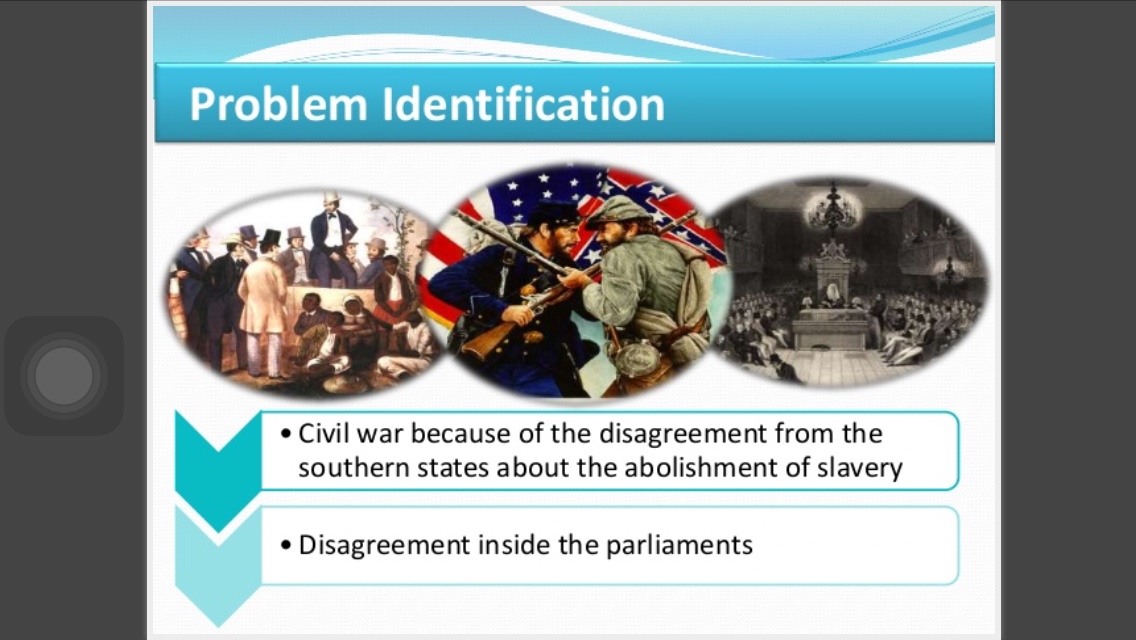 Problem Identification
• Civil war because of the disagreement from the
southern states about the abolishment of slavery
• Disagreement inside the parliaments